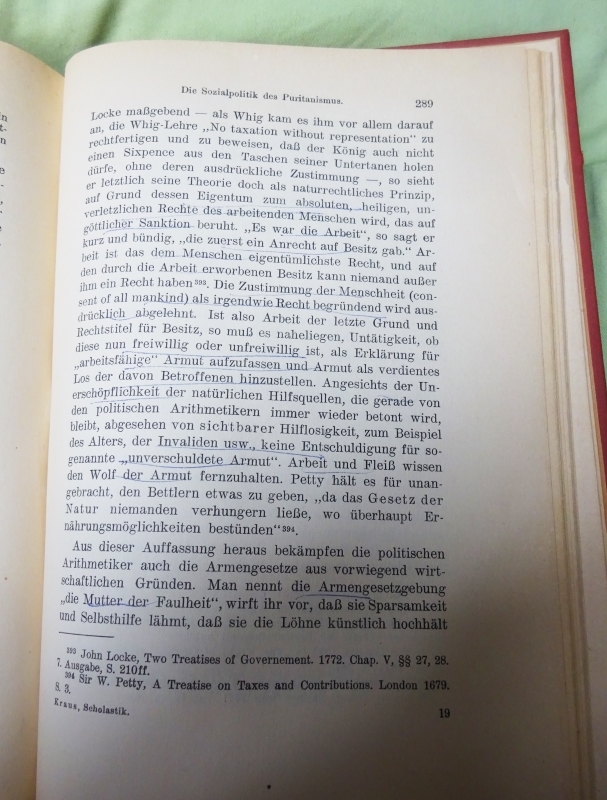 Die Sozialpolitik des Puritanismus. 289
Locke maßgebend — als Whig kam es ihm vor allem darauf
an, die Whig-Lehre „No taxation without representation“ zu
rechtfertigen und zu beweisen, daß der König auch nicht
einen Sixpence aus den Taschen seiner Untertanen holen
dürfe, ohne deren ausdrückliche Zustimmung —, so sieht
er letztlich seine Theorie doch als naturrechtliches Prinzip,
auf Grund dessen Eigentum zum absoluten, heiligen, un-
verletzlichen Rechte des arbeitenden Menschen wird, das auf
göttlicher Sanktion beruht. „Es war die Arbeit“, so sagt er
kurz und bündig, „die zuerst ein Anrecht auf Besitz gab.“ Ar-
beit ist das dem Menschen eigentümlichste Recht, und auf
den durch die Arbeit erworbenen Besitz kann niemand außer
ihm ein Recht haben³⁹³. Die Zustimmung der Menschheit (con-
sent of all mankind) als irgendwie Recht begründend wird aus-
drücklich abgelehnt. Ist also Arbeit der letzte Grund und
Rechtstitel für Besitz, so muß es naheliegen, Untätigkeit, ob
diese nun freiwillig oder unfreiwillig ist, als Erklärung für
„arbeitsfähige“ Armut aufzufassen und Armut als verdientes
Los der davon Betroffenen hinzustellen. Angesichts der Un-
erschöpflichkeit der natürlichen Hilfsquellen, die gerade von
den politischen Arithmetikern immer wieder betont wird,
bleibt, abgesehen von sichtbarer Hilflosigkeit, zum Beispiel
des Alters, der Invaliden usw., keine Entschuldigung für so-
genannte „unverschuldete Armut“. Arbeit und Fleiß wissen
den Wolf der Armut fernzuhalten. Petty hält es für unan-
gebracht, den Bettlern etwas zu geben, „da das Gesetz der
Natur niemanden verhungern ließe, wo überhaupt Er-
nährungsmöglichkeiten bestünden“³⁹⁴.
Aus dieser Auffassung heraus bekämpfen die politischen
Arithmetiker auch die Armengesetze aus vorwiegend wirt-
schaftlichen Gründen. Man nennt die Armengesetzgebung
„die Mutter der Faulheit“, wirft ihr vor, daß sie Sparsamkeit
und Selbsthilfe lähmt, daß sie die Löhne künstlich hochhält
³⁹³ John Locke, Two Treatises of Governement. 1772. Chap. V, §§ 27, 28.
7. Ausgabe, S. 210ff.
³⁹⁴ Sir W. Petty, A Treatise on Taxes and Contributions. London 1679.
S. 3.
Kraus, Scholastik. 19